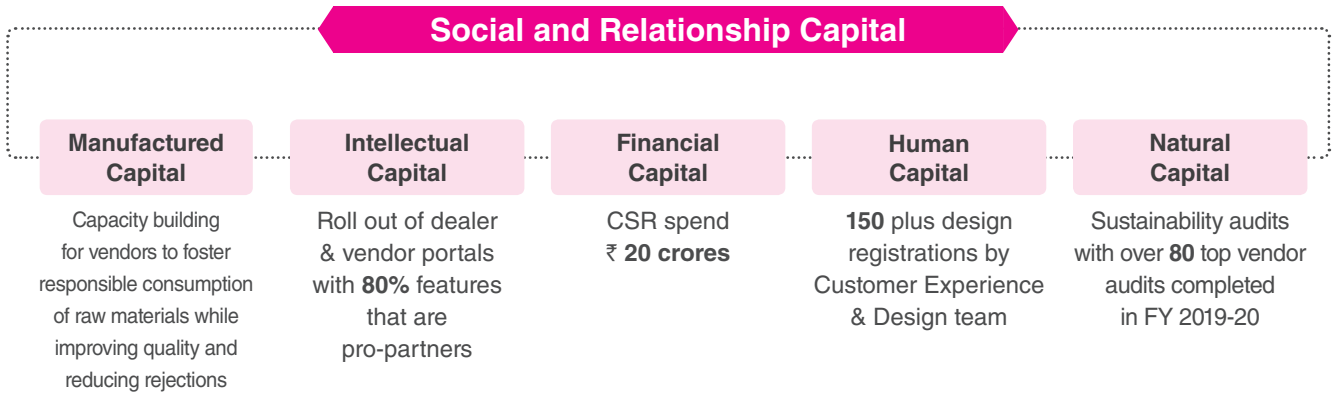 Social and Relationship Capital
Manufactured
Capital
Capacity building
for vendors to foster
responsible consumption
of raw materials while
improving quality and
reducing rejections
Intellectual
Capital
Roll out of dealer
& vendor portals
with 80% features
that are
pro-partners
Financial
Capital
CSR spend
₹ 20 crores
Human
Capital
150 plus design
registrations by
Customer Experience
& Design team
Natural
Capital
Sustainability audits
with over 80 top vendor
audits completed
in FY 2019-20